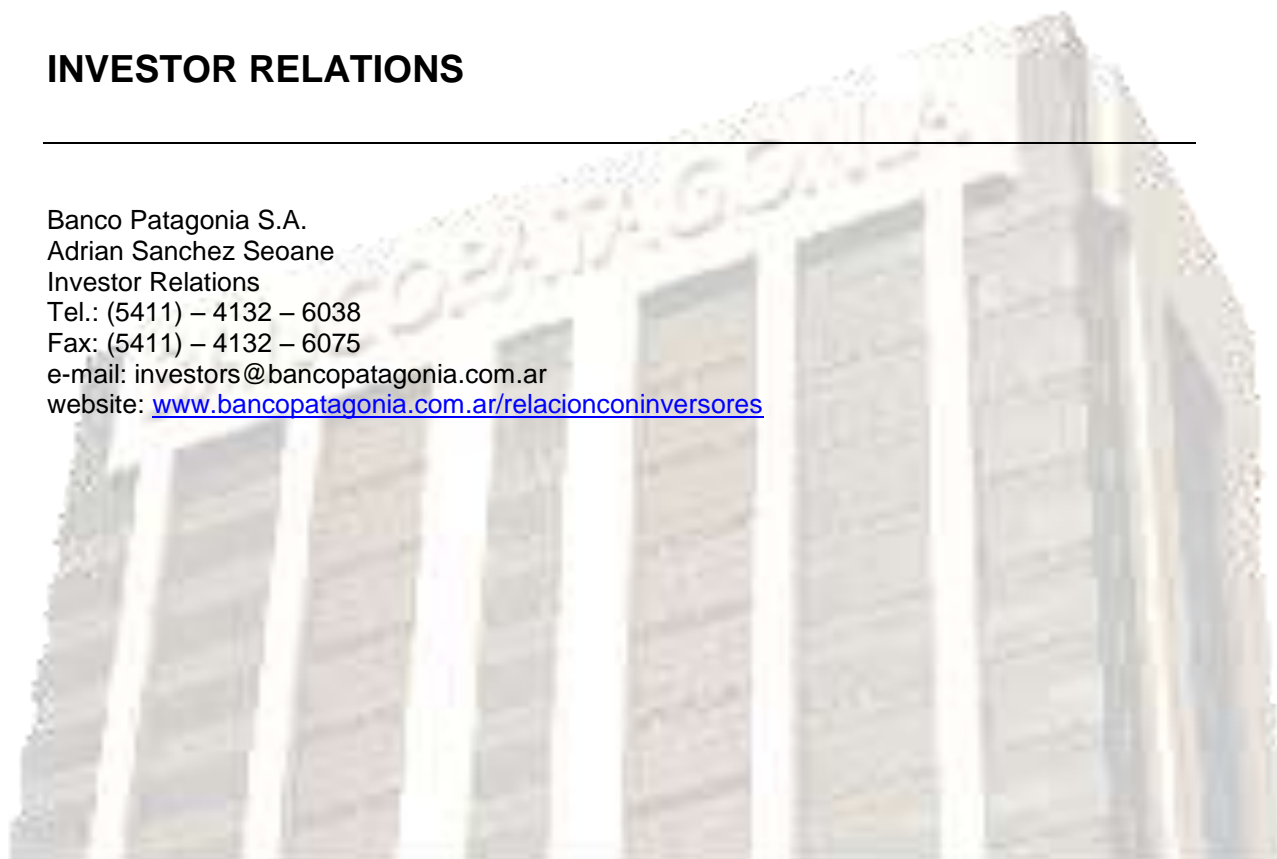 INVESTOR RELATIONS
BANCOPATAGONIA
Banco Patagonia S.A.
Adrian Sanchez Seoane
Investor Relations
Tel.: (5411) – 4132 – 6038
Fax: (5411) – 4132 – 6075
e-mail: investors@bancopatagonia.com.ar
website: www.bancopatagonia.com.ar/relacionconinversores